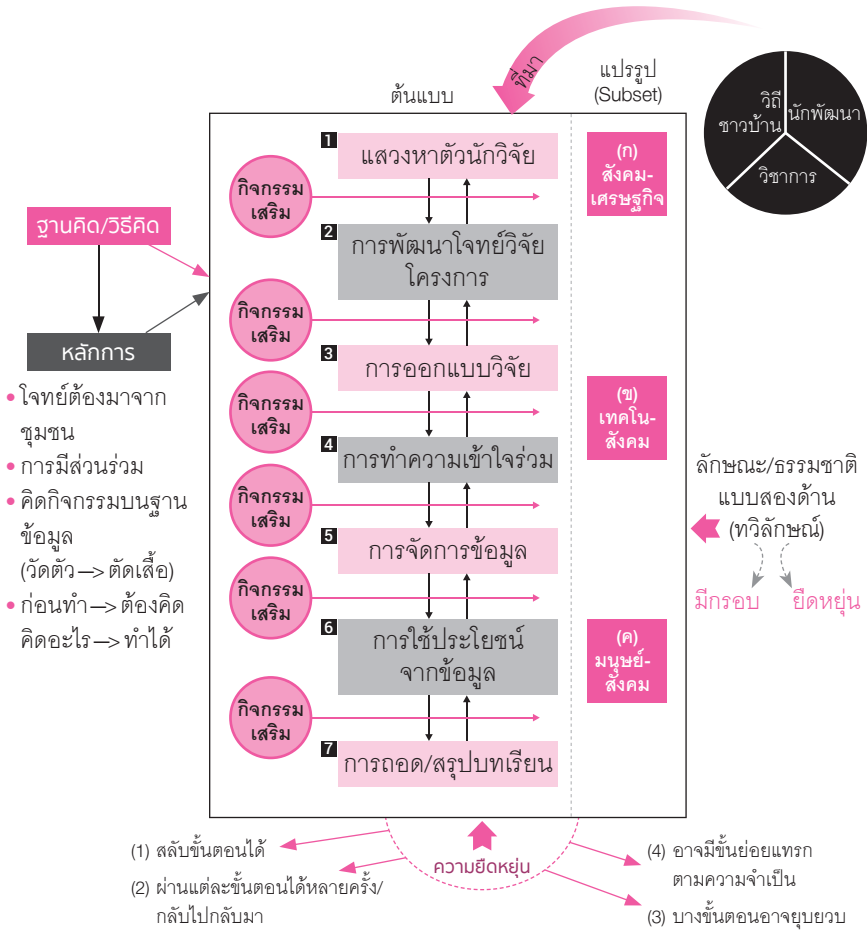 ที่มา
วิถี
ชาวบ้าน
นักพัฒนา
วิชาการ
ต้นแบบ
แปรรูป
(Subset)
1
แสวงหาตัวนักวิจัย
กิจกรรม
เสริม
(ก)
สังคม-
เศรษฐกิจ
2
การพัฒนาโจทย์วิจัย
โครงการ
กิจกรรม
เสริม
3
การออกแบบวิจัย
กิจกรรม
เสริม
(ข)
เทคโน-
สังคม
4
การทำความเข้าใจร่วม
กิจกรรม
เสริม
5
การจัดการข้อมูล
กิจกรรม
เสริม
6
การใช้ประโยชน์
จากข้อมูล
(ค)
มนุษย์-
สังคม
กิจกรรม
เสริม
7
การถอด/สรุปบทเรียน
ฐานคิด/วิธีคิด
หลักการ
• โจทย์ต้องมาจาก
ชุมชน
• การมีส่วนร่วม
• คิดกิจกรรมบนฐาน
ข้อมูล
(วัดตัว —> ตัดเสื้อ)
• ก่อนทำ —> ต้องคิด
คิดอะไร —> ทำได้
ลักษณะ/ธรรมชาติ
แบบสองด้าน
(ทวิลักษณ์)
มีกรอบ ยืดหยุ่น
ความยืดหยุ่น
(1) สลับขั้นตอนได้
(2) ผ่านแต่ละขั้นตอนได้หลายครั้ง/
กลับไปกลับมา
(4) อาจมีขั้นย่อยแทรก
ตามความจำเป็น
(3) บางขั้นตอนอาจยุบยวบ